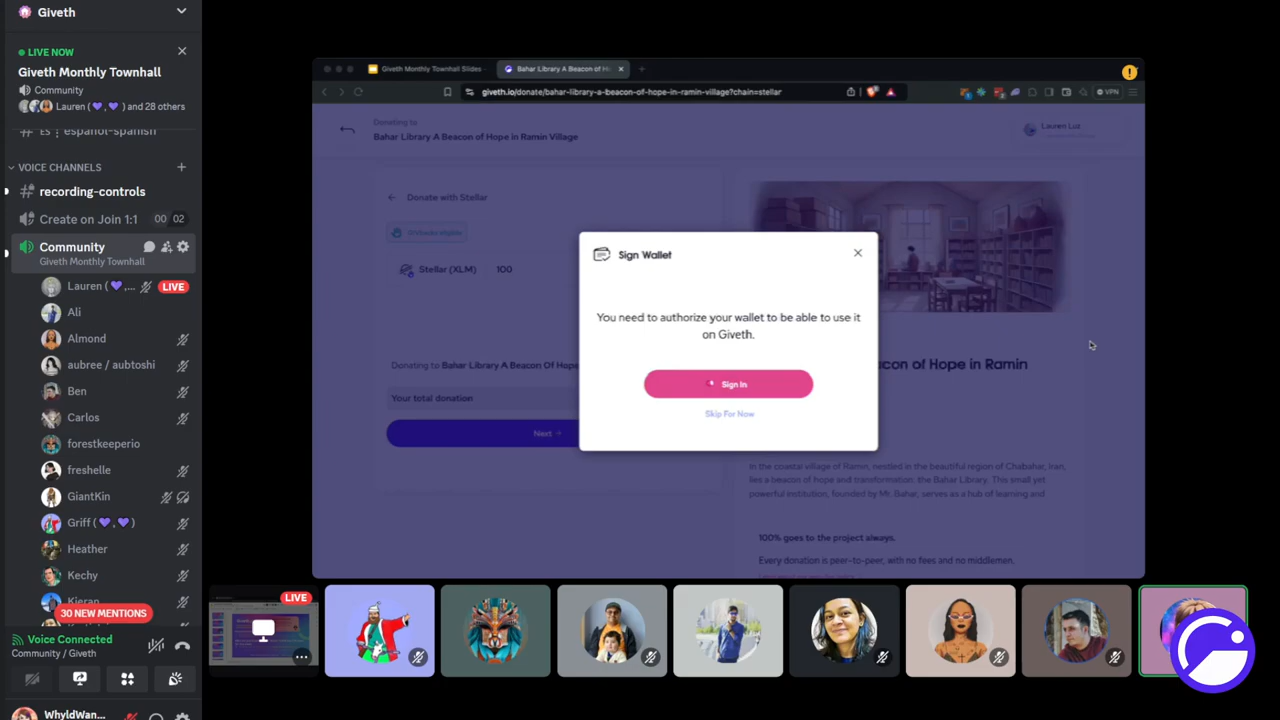 Giveth
LIVE NOW
Giveth Monthly Townhall
Community
Lauren (💜,💜) and 28 others
ES | español-spanish
VOICE CHANNELS
recording-controls
Create on Join 1:1 00 02
Community
Giveth Monthly Townhall
Lauren (💜,... LIVE
Ali
Almond
aubree / aubtoshi
Ben
Carlos
forestkeeperio
freshelle
GiantKin
Griff (💜,💜)
Heather
Kechy
Kieran
30 NEW MENTIONS
Voice Connected
Community / Giveth
WhyldWan...
Giveth Monthly Townhall Slides
Bahar Library A Beacon of H
giveth.io/donate/bahar-library-a-beacon-of-hope-in-ramin-village?chain=stellar
VPN
Donating to
Bahar Library A Beacon of Hope in Ramin Village
Lauren Luz
Donate with Stellar
GIVbacks eligible
Stellar (XLM) 100
Donating to Bahar Library A Beacon Of Hope
Your total donation
Next
Sign Wallet
You need to authorize your wallet to be able to use it
on Giveth.
Sign In
Skip For Now
acon of Hope in Ramin
In the coastal village of Ramin, nestled in the beautiful region of Chabahar, Iran,
lies a beacon of hope and transformation: the Bahar Library. This small yet
powerful institution, founded by Mr. Bahar, serves as a hub of learning and
100% goes to the project always.
Every donation is peer-to-peer, with no fees and no middlemen.
LIVE